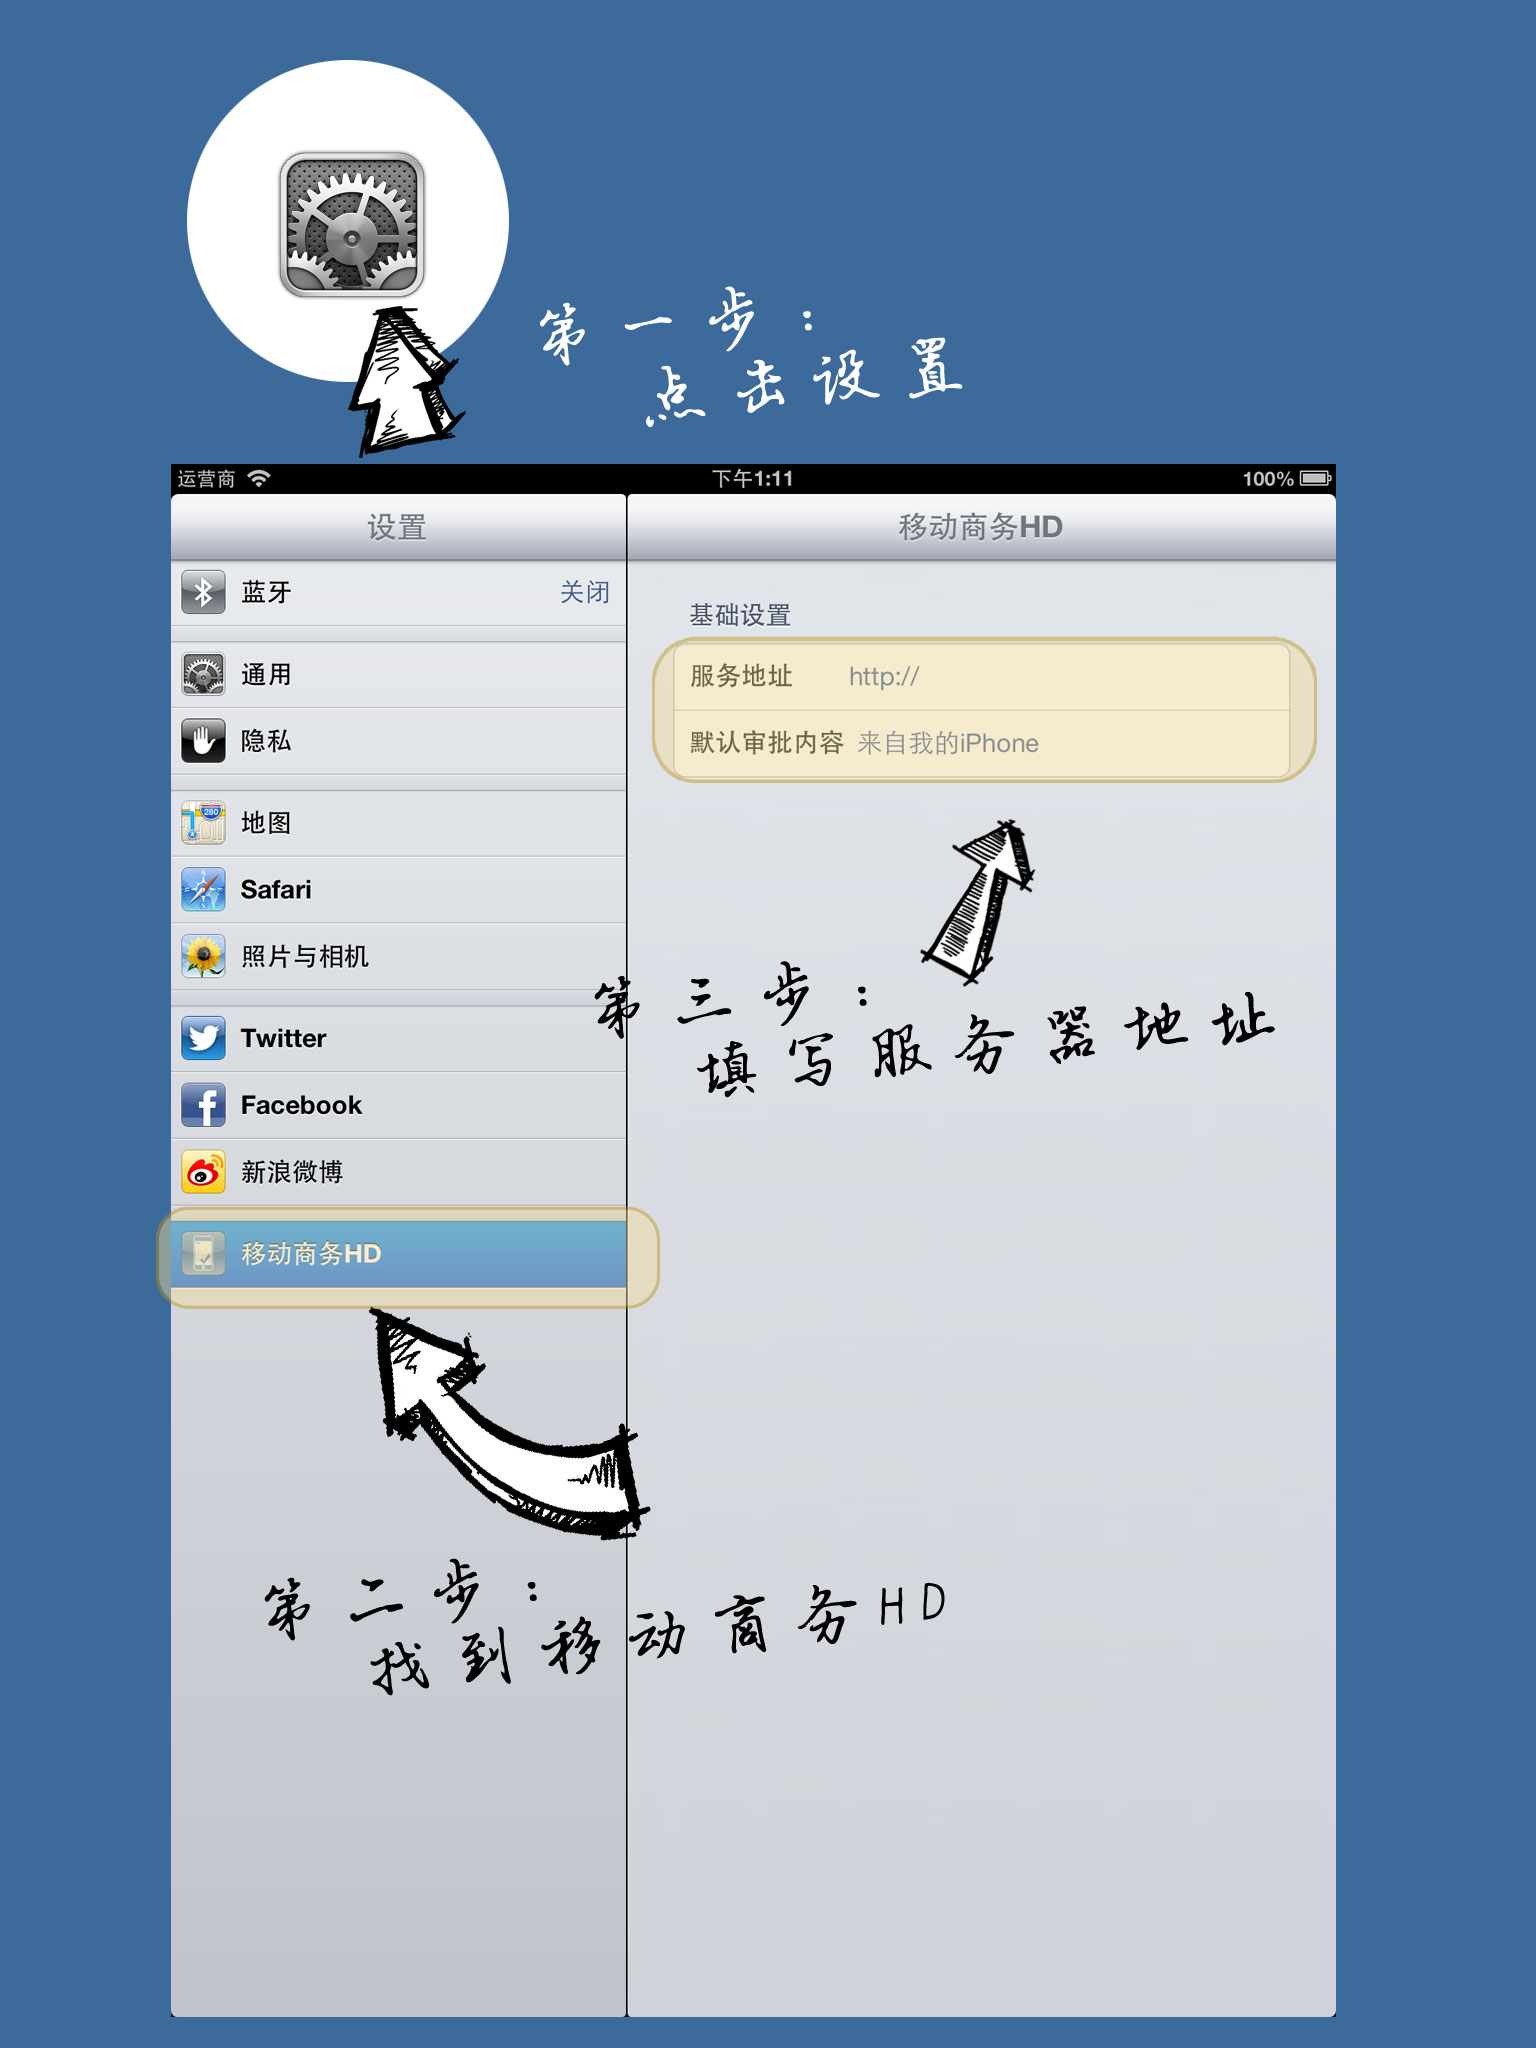 第一步：
点击设置
运营商 下午1:11 100%
设置
移动商务HD
蓝牙 关闭
通用
隐私
地图
280
Safari
照片与相机
Twitter
Facebook
新浪微博
移动商务HD
基础设置
服务地址 http://
默认审批内容 来自我的iPhone
第三步：
填写服务器地址
第二步：
找到移动商务HD